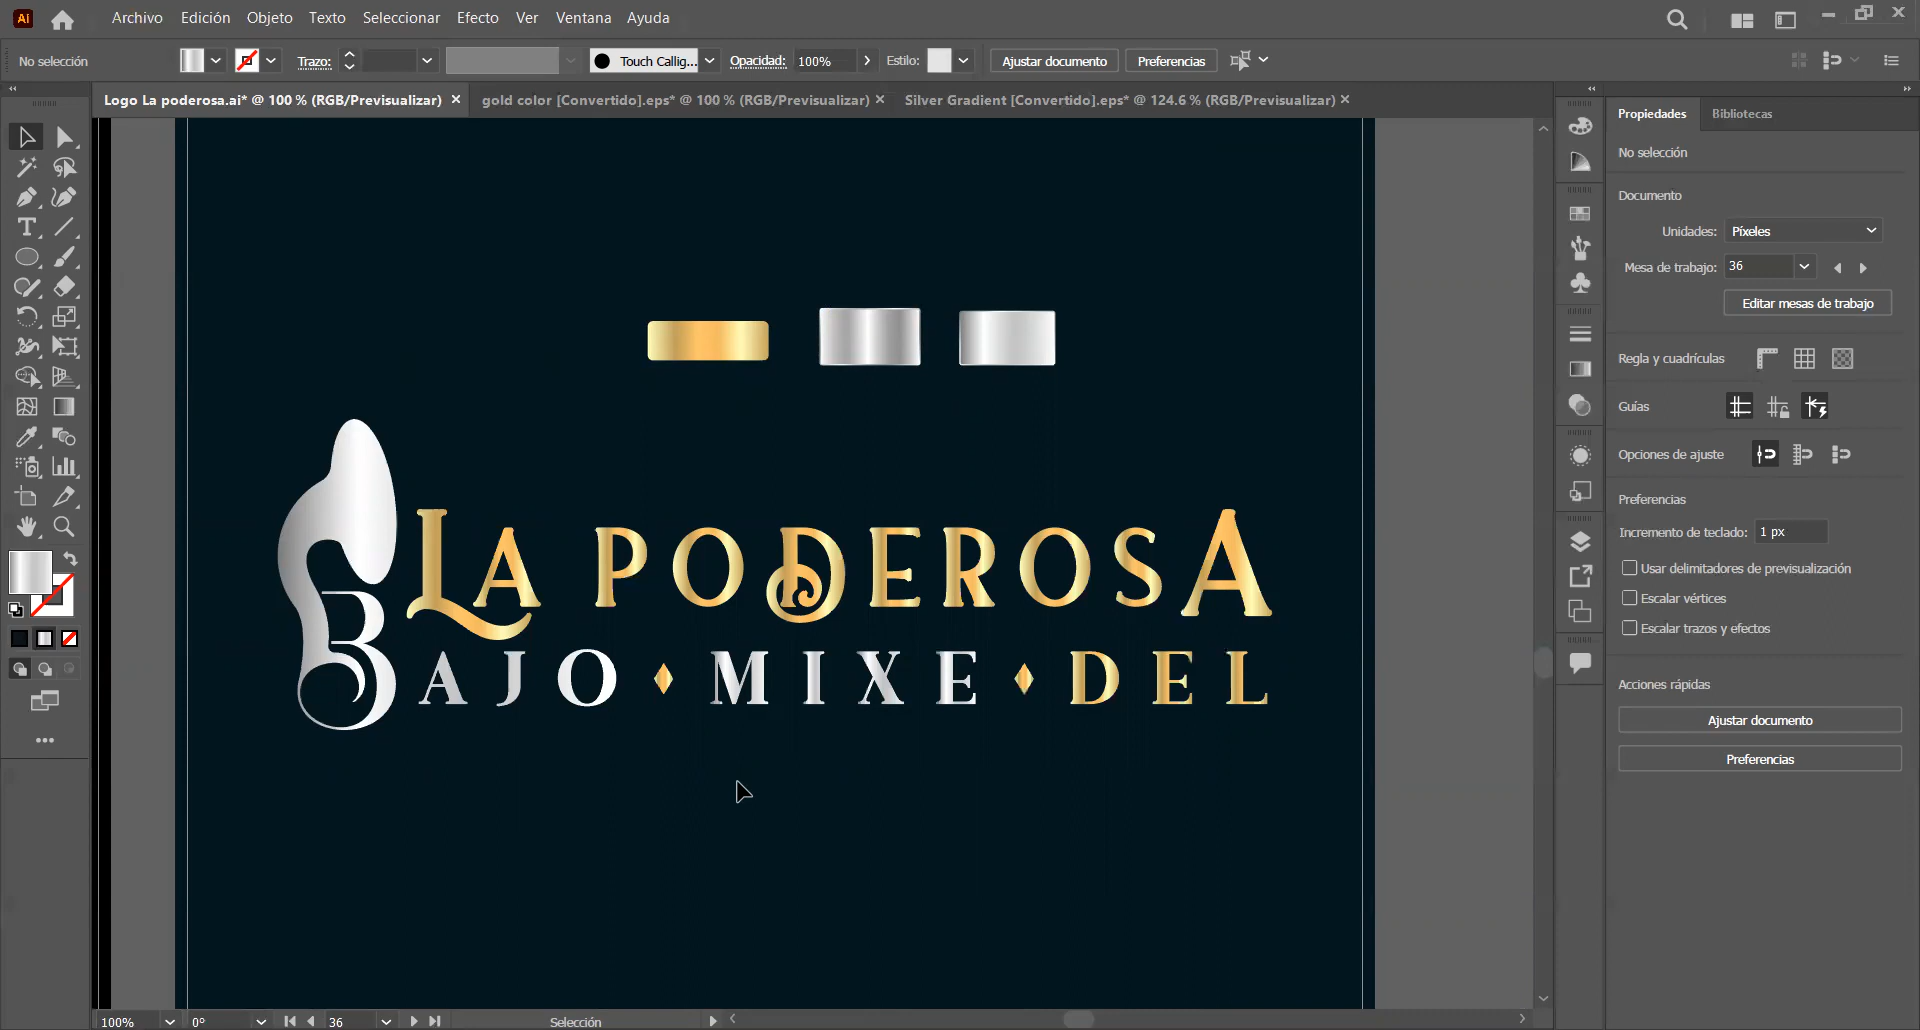 Ai Archivo Edición Objeto Texto Seleccionar Efecto Ver Ventana Ayuda
No selección Trazo: Touch Callig... Opacidad: 100% Estilo: Ajustar documento Preferencias
Logo La poderosa.ai* @ 100 % (RGB/Previsualizar) × gold color [Convertido].eps* @ 100 % (RGB/Previsualizar) × Silver Gradient [Convertido].eps* @ 124.6 % (RGB/Previsualizar) ×
Propiedades Bibliotecas
No selección
Documento
Unidades: Píxeles
Mesa de trabajo: 36
Editar mesas de trabajo
Regla y cuadrículas
Guías
Opciones de ajuste
Preferencias
Incremento de teclado: 1 px
Usar delimitadores de previsualización
Escalar vértices
Escalar trazos y efectos
Acciones rápidas
Ajustar documento
Preferencias
LA PODEROSA
BAJO MIXE DEL
100% 0° 36 Selección